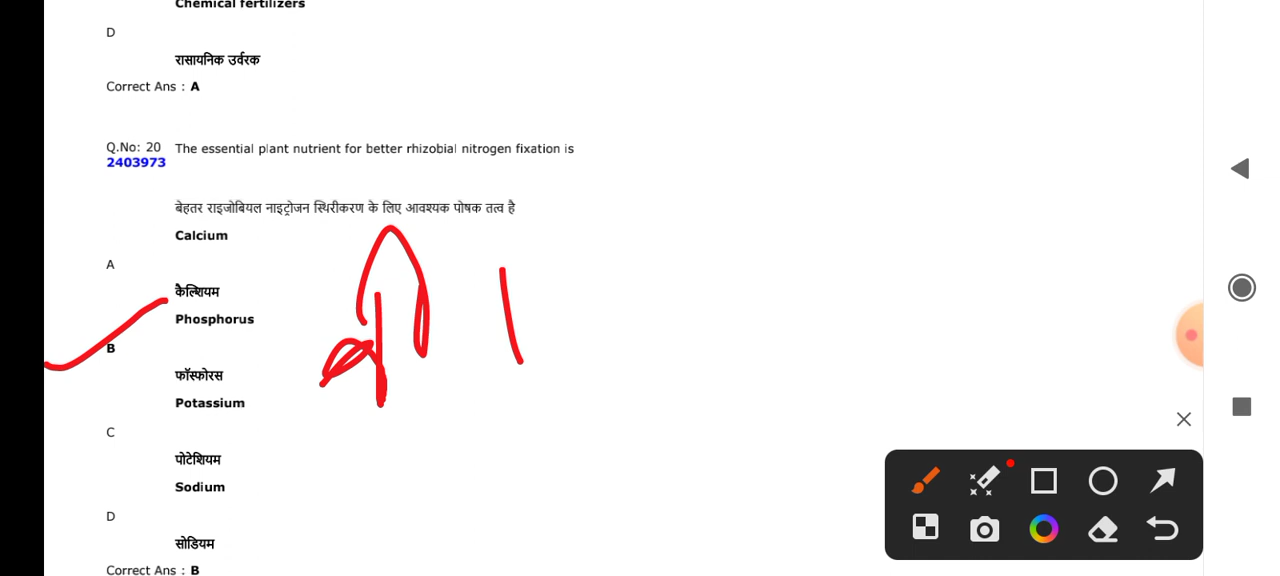 Chemical fertilizers
D
रासायनिक उर्वरक
Correct Ans : A
Q.No: 20 The essential plant nutrient for better rhizobial nitrogen fixation is
2403973
बेहतर राइजोबियल नाइट्रोजन स्थिरीकरण के लिए आवश्यक पोषक तत्व है
Calcium
A
कैल्शियम
Phosphorus
B
फॉस्फोरस
Potassium
C
पोटेशियम
Sodium
D
सोडियम
Correct Ans : B